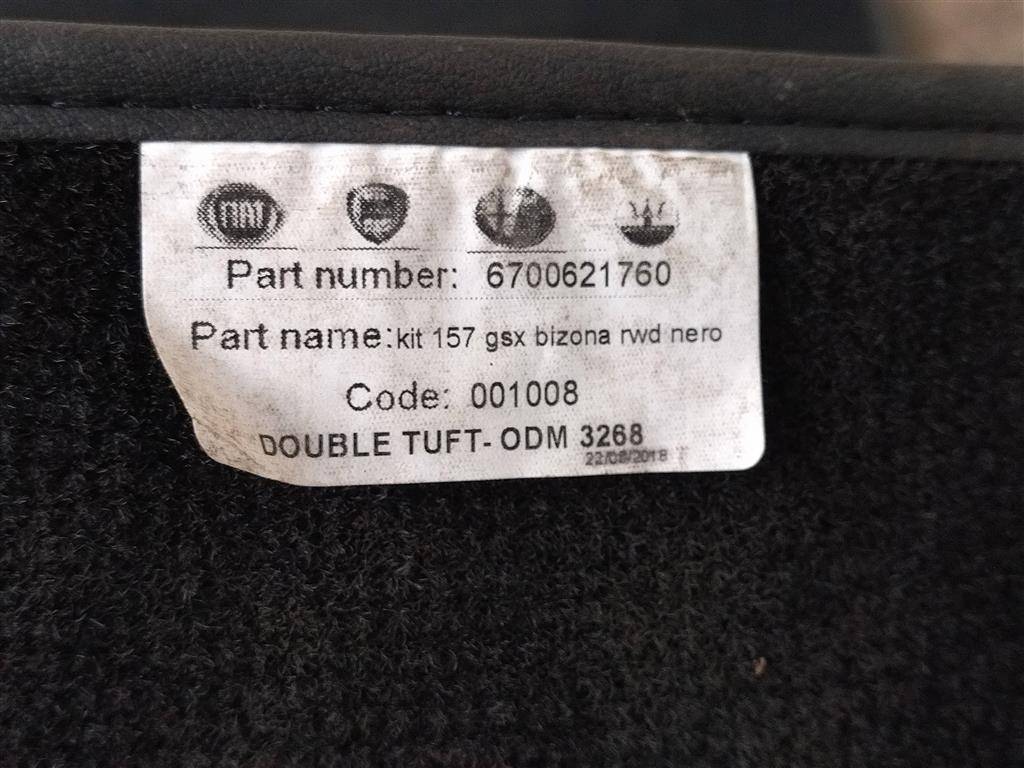 FIAT
Part number: 6700621760
Part name: kit 157 gsx bizona rwd nero
Code: 001008
DOUBLE TUFT- ODM 3268
22/08/2018